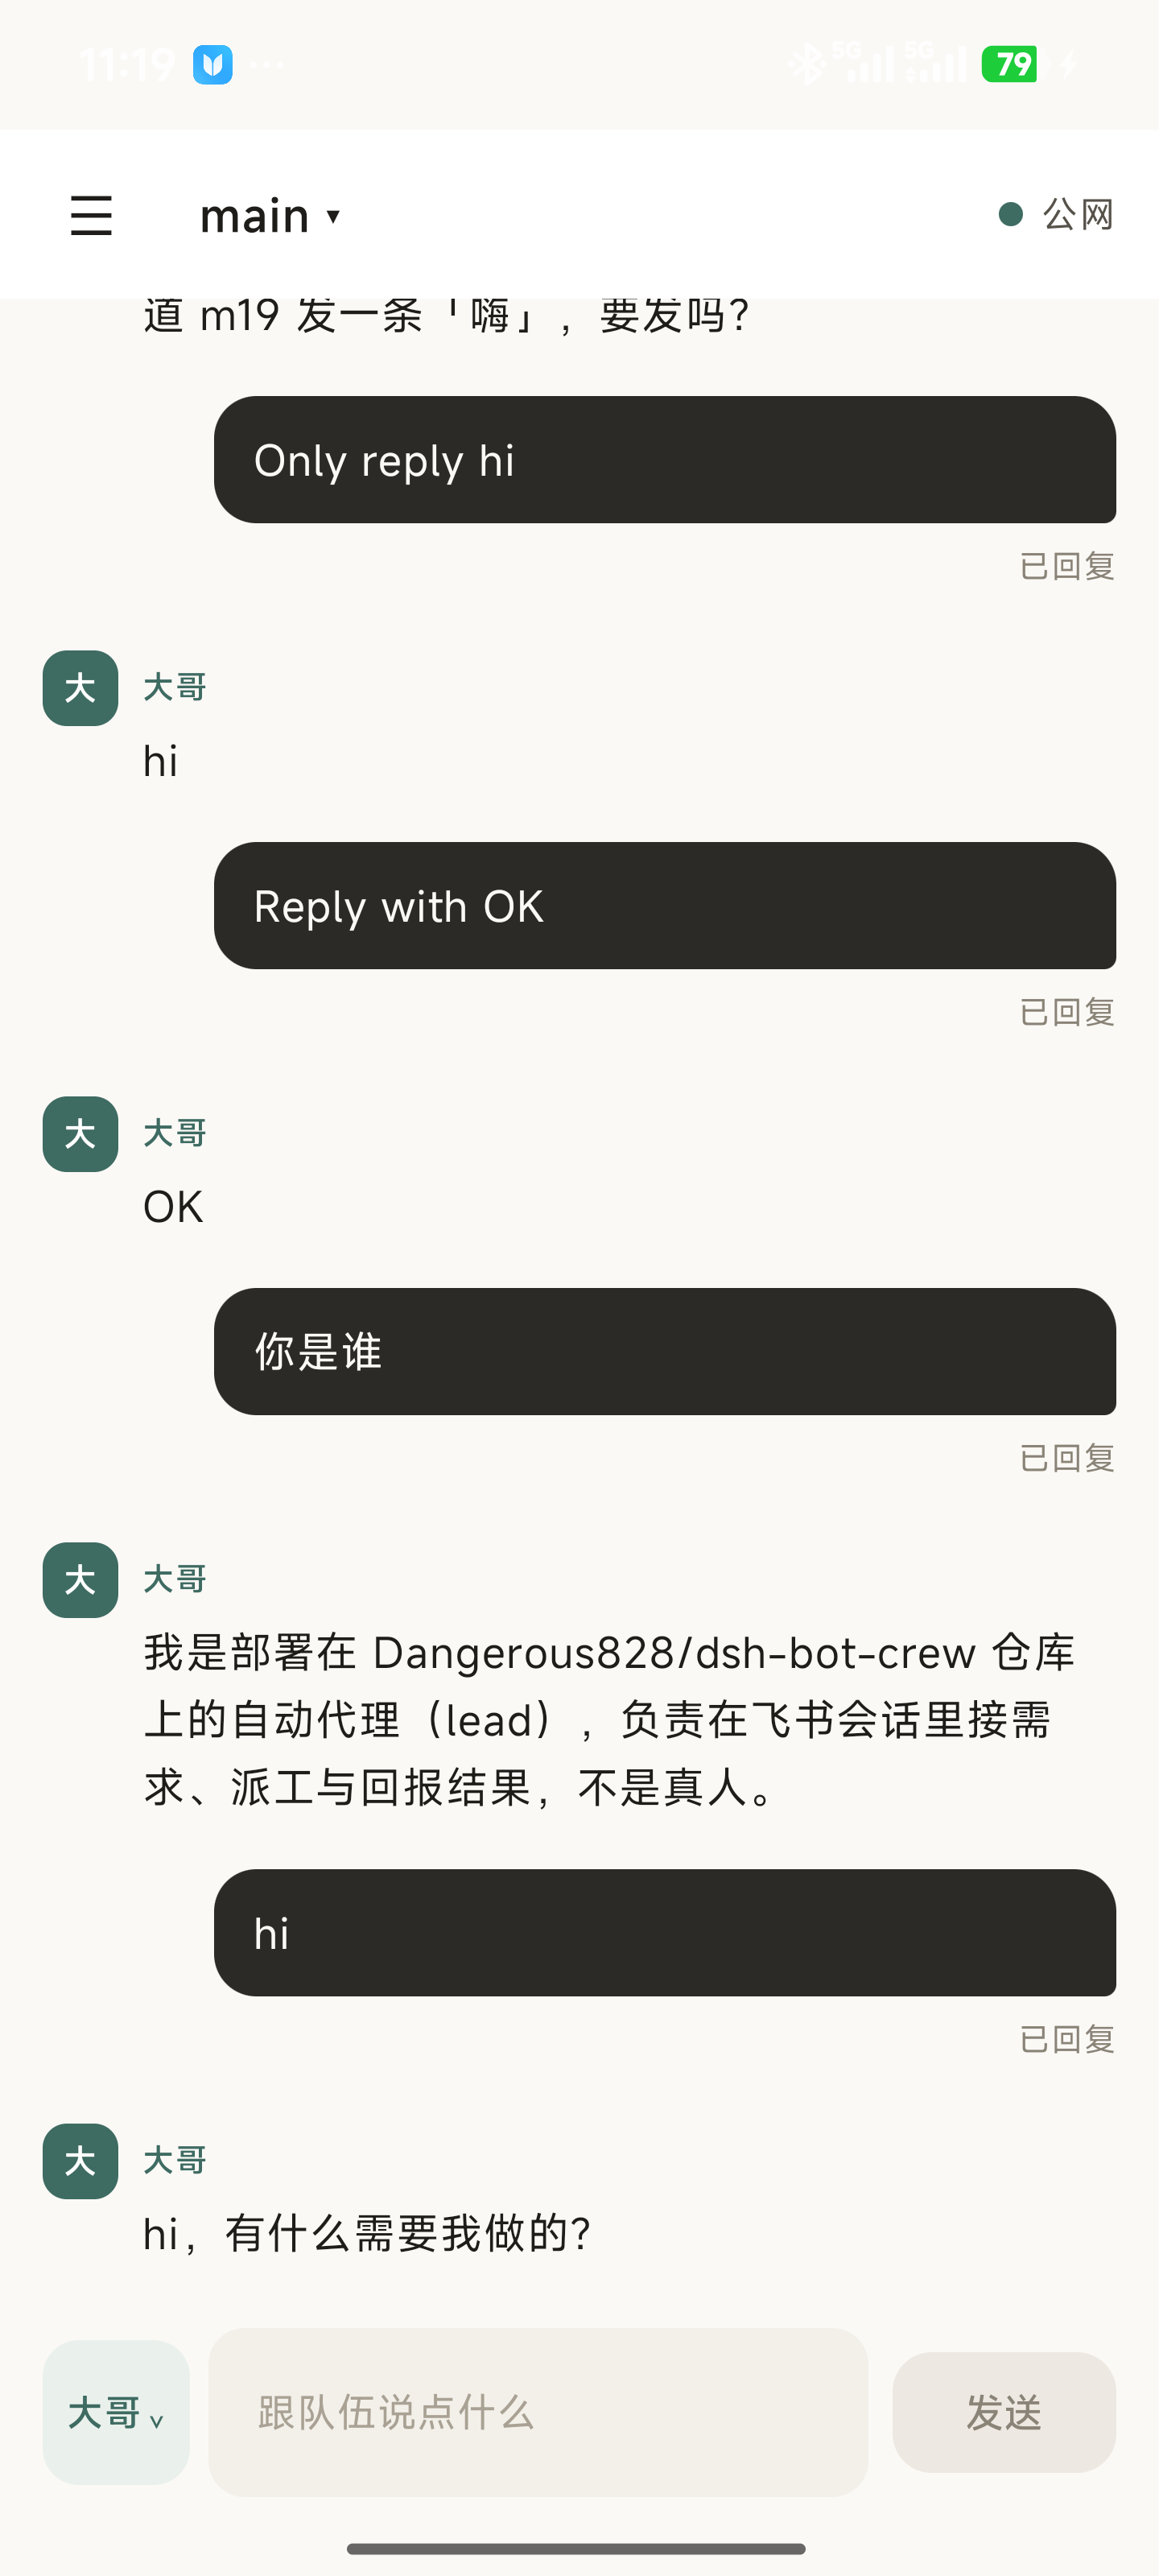 11:19 ...
5G 5G 79
☰ main ▾ 公网
道 m19 发一条「嗨」，要发吗？
Only reply hi
已回复
大 大哥
hi
Reply with OK
已回复
大 大哥
OK
你是谁
已回复
大 大哥
我是部署在 Dangerous828/dsh-bot-crew 仓库
上的自动代理（lead），负责在飞书会话里接需
求、派工与回报结果，不是真人。
hi
已回复
大 大哥
hi，有什么需要我做的？
大哥 跟队伍说点什么 发送